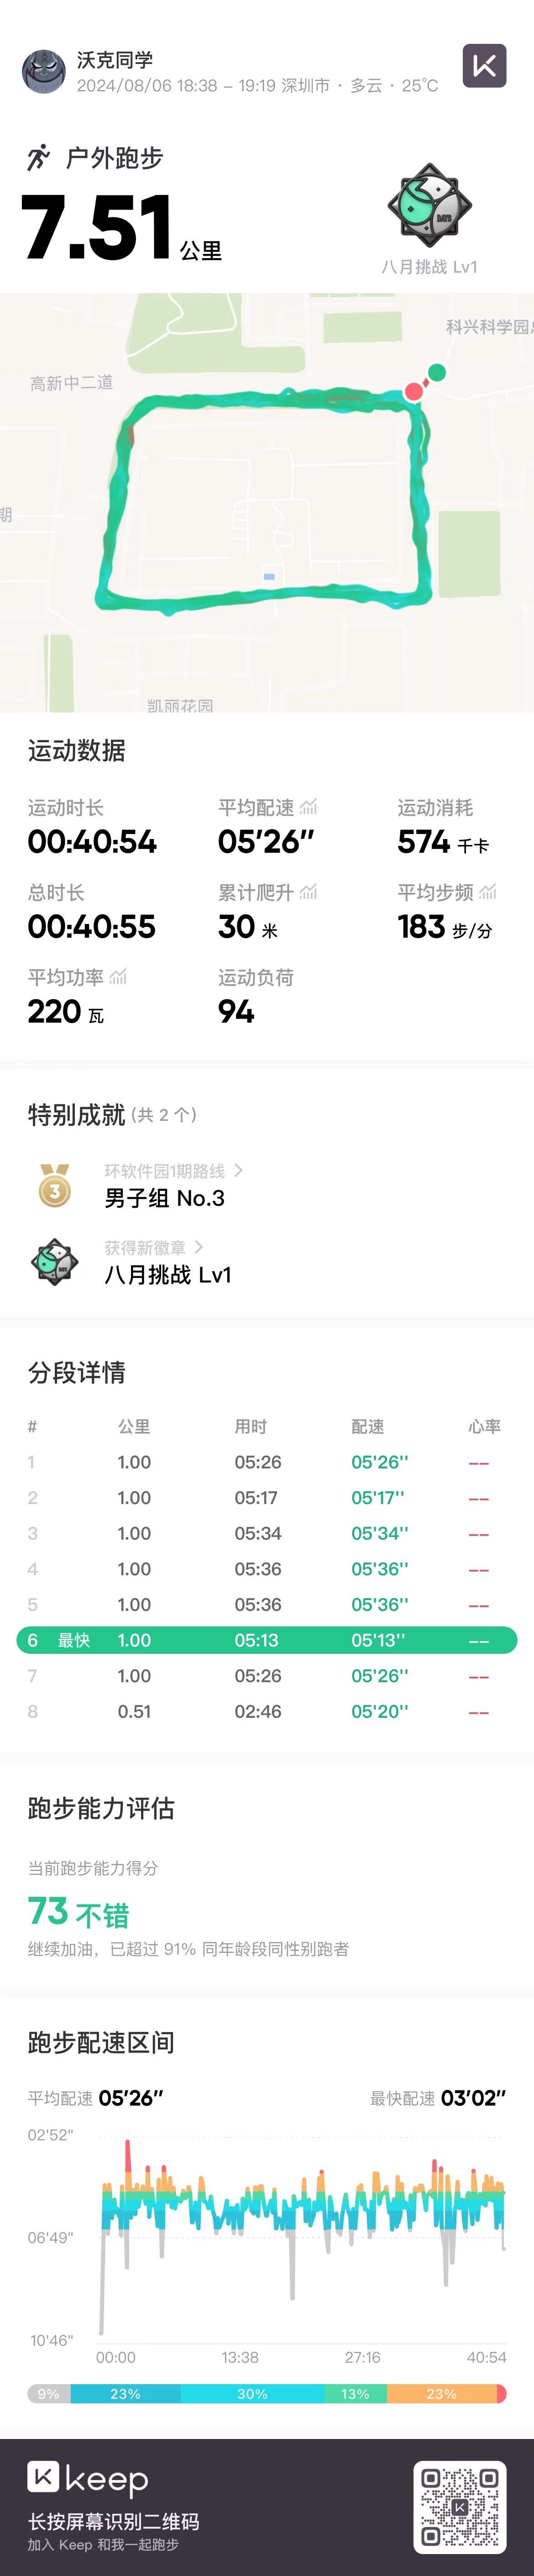 沃克同学
2024/08/06 18:38 - 19:19 深圳市 · 多云 · 25℃
户外跑步
7.51 公里
DAYS
八月挑战 Lv1
科兴科学园
高新中二道
期
凯丽花园
运动数据
运动时长 平均配速 运动消耗
00:40:54 05'26" 574 千卡
总时长 累计爬升 平均步频
00:40:55 30 米 183 步/分
平均功率 运动负荷
220 瓦 94
特别成就 (共 2 个)
3
环软件园1期路线
男子组 No.3
获得新徽章
八月挑战 Lv1
分段详情
# 公里 用时 配速 心率
1 1.00 05:26 05'26'' --
2 1.00 05:17 05'17'' --
3 1.00 05:34 05'34'' --
4 1.00 05:36 05'36'' --
5 1.00 05:36 05'36'' --
6 最快 1.00 05:13 05'13'' --
7 1.00 05:26 05'26'' --
8 0.51 02:46 05'20'' --
跑步能力评估
当前跑步能力得分
73 不错
继续加油，已超过 91% 同年龄段同性别跑者
跑步配速区间
平均配速 05'26" 最快配速 03'02"
02'52"
06'49"
10'46"
00:00 13:38 27:16 40:54
9% 23% 30% 13% 23%
keep
长按屏幕识别二维码
加入 Keep 和我一起跑步